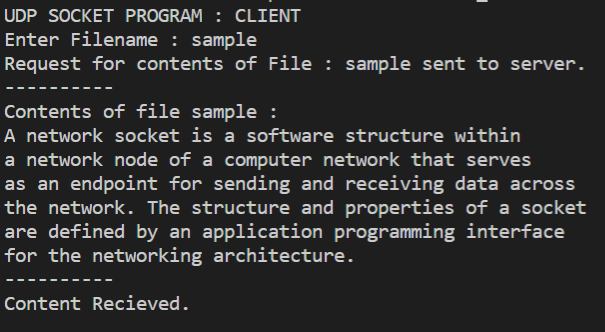 UDP SOCKET PROGRAM : CLIENT
Enter Filename : sample
Request for contents of File : sample sent to server.
----------
Contents of file sample :
A network socket is a software structure within
a network node of a computer network that serves
as an endpoint for sending and receiving data across
the network. The structure and properties of a socket
are defined by an application programming interface
for the networking architecture.
----------
Content Recieved.